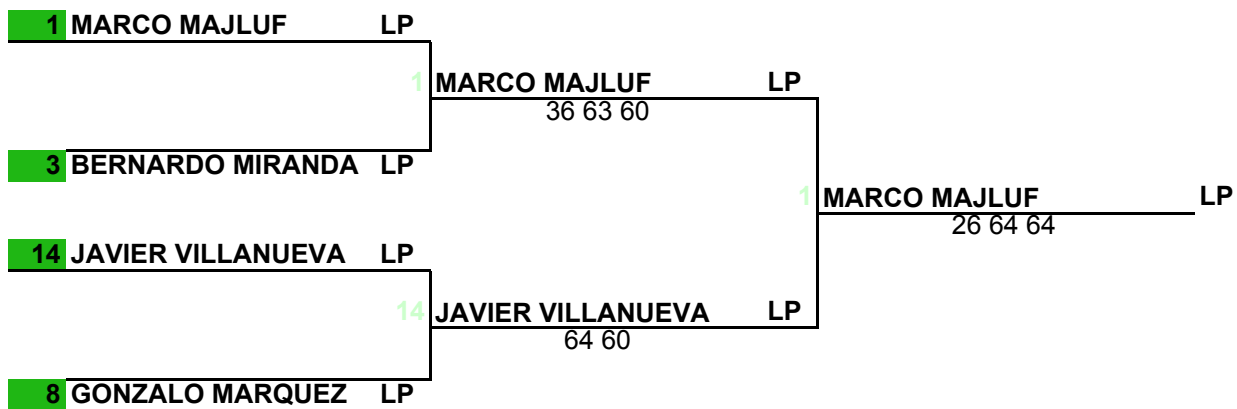 1 MARCO MAJLUF LP
1 MARCO MAJLUF LP
36 63 60
3 BERNARDO MIRANDA LP
1 MARCO MAJLUF LP
26 64 64
14 JAVIER VILLANUEVA LP
14 JAVIER VILLANUEVA LP
64 60
8 GONZALO MARQUEZ LP